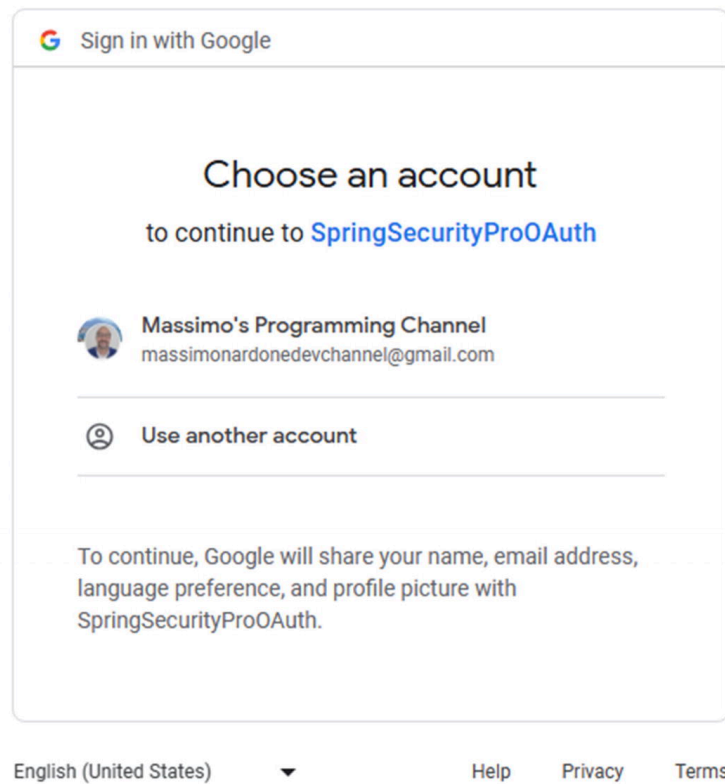 Sign in with Google
Choose an account
to continue to SpringSecurityProOAuth
Massimo's Programming Channel
massimonardonedevchannel@gmail.com
Use another account
To continue, Google will share your name, email address,
language preference, and profile picture with
SpringSecurityProOAuth.
English (United States) Help Privacy Terms